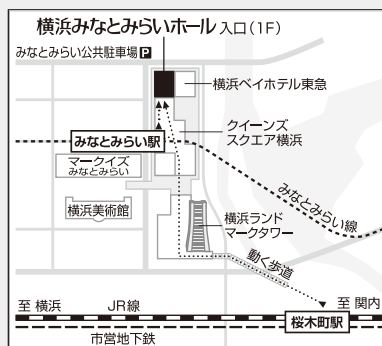 横浜みなとみらいホール 入口(1F)
みなとみらい公共駐車場 P
横浜ベイホテル東急
クイーンズ
スクエア横浜
みなとみらい駅
マークイズ
みなとみらい
みなとみらい線
横浜美術館
横浜ランド
マークタワー
動く歩道
至 横浜
JR線
至 関内
桜木町駅
市営地下鉄